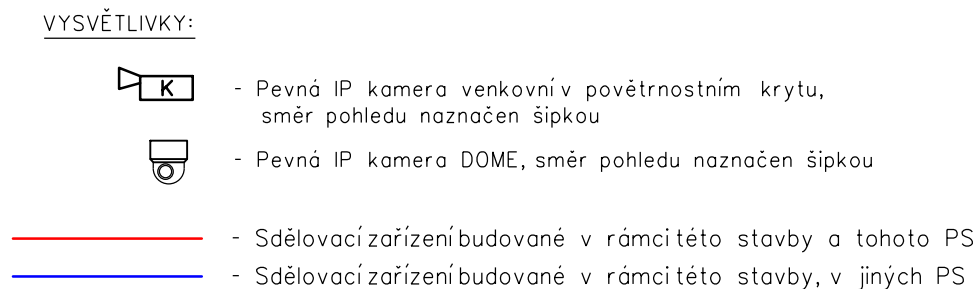 VYSVĚTLIVKY:
K - Pevná IP kamera venkovní v povětrnostním krytu,
směr pohledu naznačen šipkou
- Pevná IP kamera DOME, směr pohledu naznačen šipkou
- Sdělovací zařízení budované v rámci této stavby a tohoto PS
- Sdělovací zařízení budované v rámci této stavby, v jiných PS